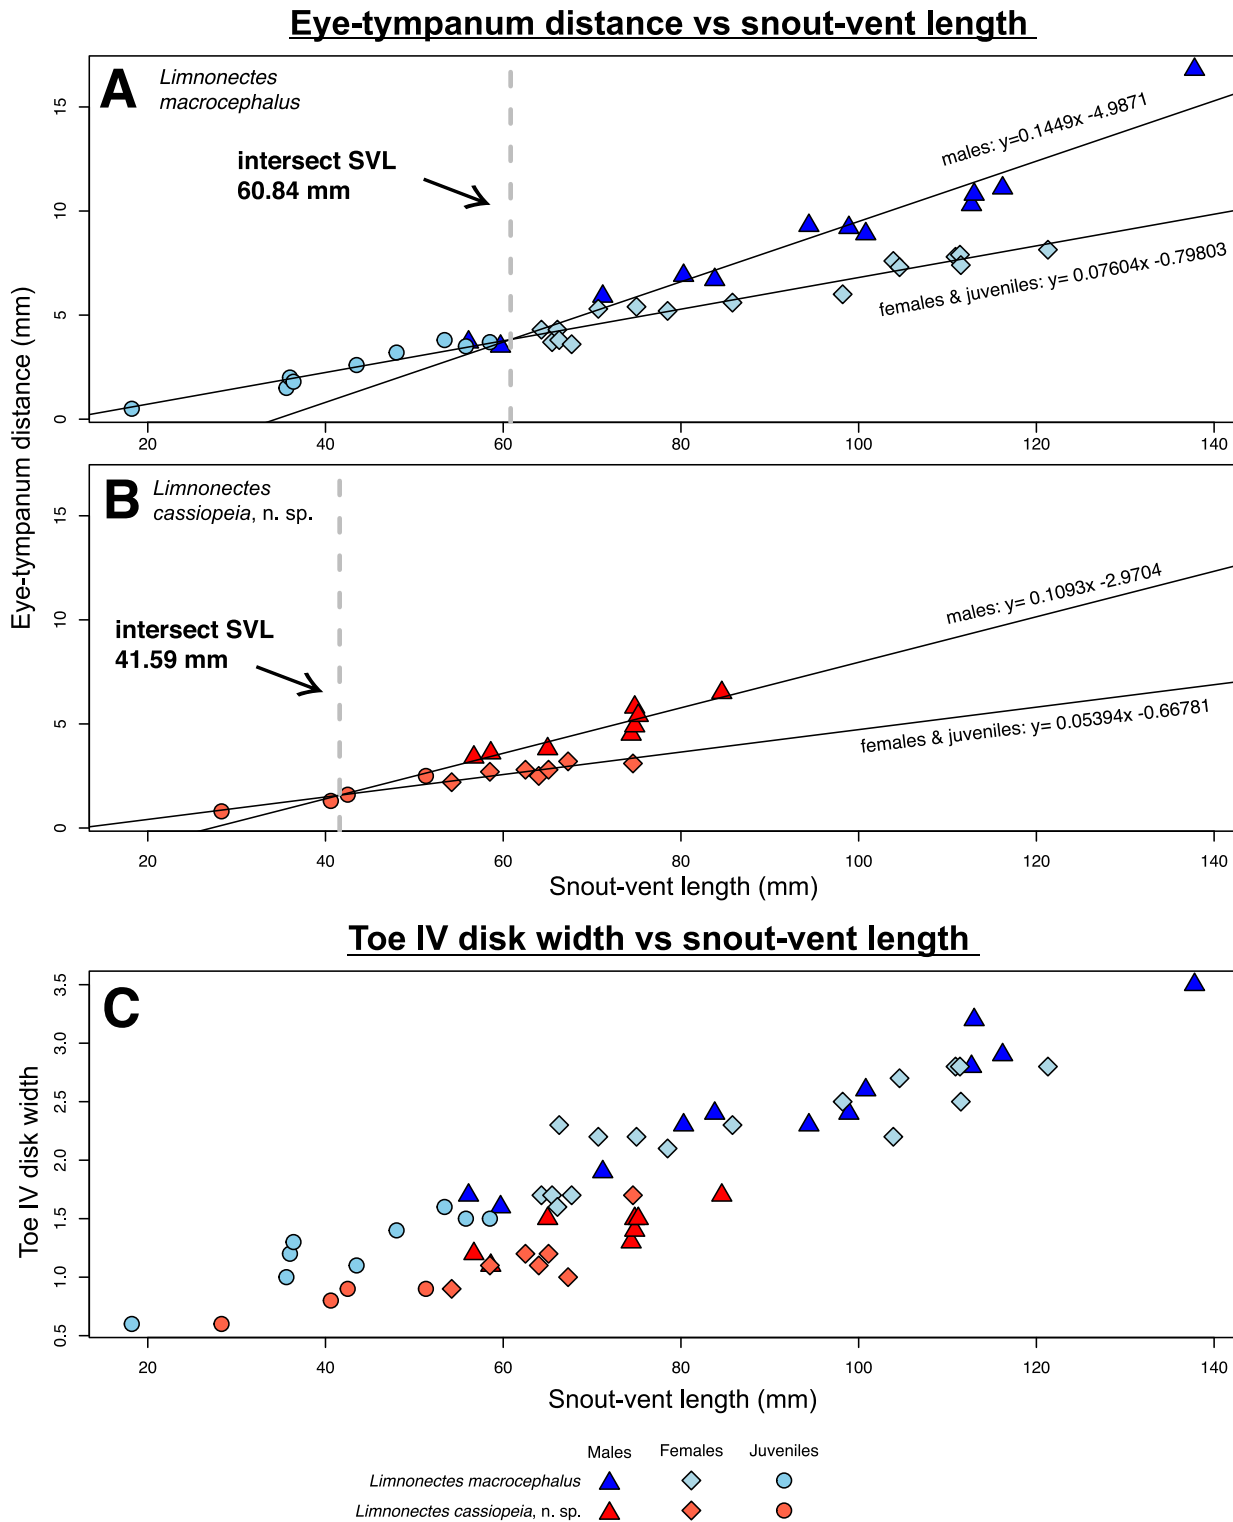 Eye-tympanum distance vs snout-vent length
A
Limnonectes
macrocephalus
intersect SVL
60.84 mm
males: y=0.1449x -4.9871
females & juveniles: y= 0.07604x -0.79803
0
5
10
15
20
40
60
80
100
120
140
Eye-tympanum distance (mm)
B
Limnonectes
cassiopeia, n. sp.
intersect SVL
41.59 mm
males: y= 0.1093x -2.9704
females & juveniles: y= 0.05394x -0.66781
0
5
10
15
20
40
60
80
100
120
140
Snout-vent length (mm)
Toe IV disk width vs snout-vent length
C
Toe IV disk width
0.5
1.0
1.5
2.0
2.5
3.0
3.5
20
40
60
80
100
120
140
Snout-vent length (mm)
Males Females Juveniles
Limnonectes macrocephalus
Limnonectes cassiopeia, n. sp.